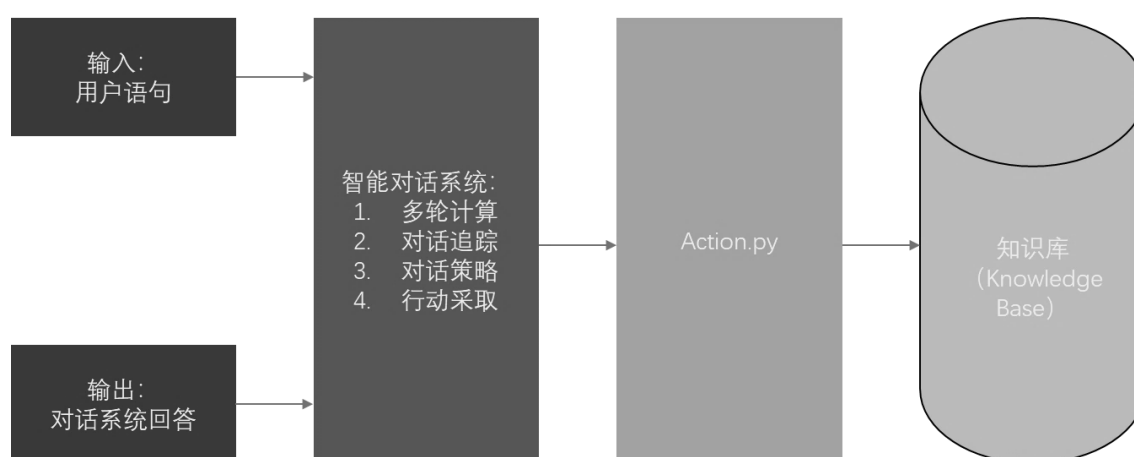 输入：
用户语句
智能对话系统：
1. 多轮计算
2. 对话追踪
3. 对话策略
4. 行动采取
Action.py
知识库
（Knowledge
Base）
输出：
对话系统回答